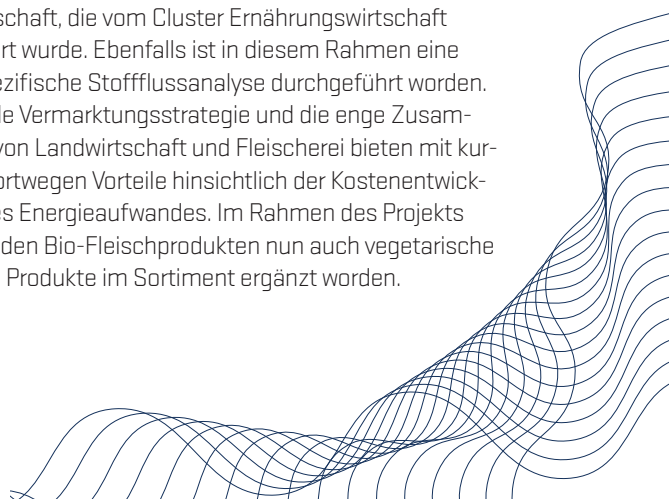 schaft, die vom Cluster Ernährungswirtschaft
rt wurde. Ebenfalls ist in diesem Rahmen eine
ezifische Stoffflussanalyse durchgeführt worden.
le Vermarktungsstrategie und die enge Zusam-
von Landwirtschaft und Fleischerei bieten mit kur-
ortwegen Vorteile hinsichtlich der Kostenentwick-
es Energieaufwandes. Im Rahmen des Projekts
den Bio-Fleischprodukten nun auch vegetarische
Produkte im Sortiment ergänzt worden.